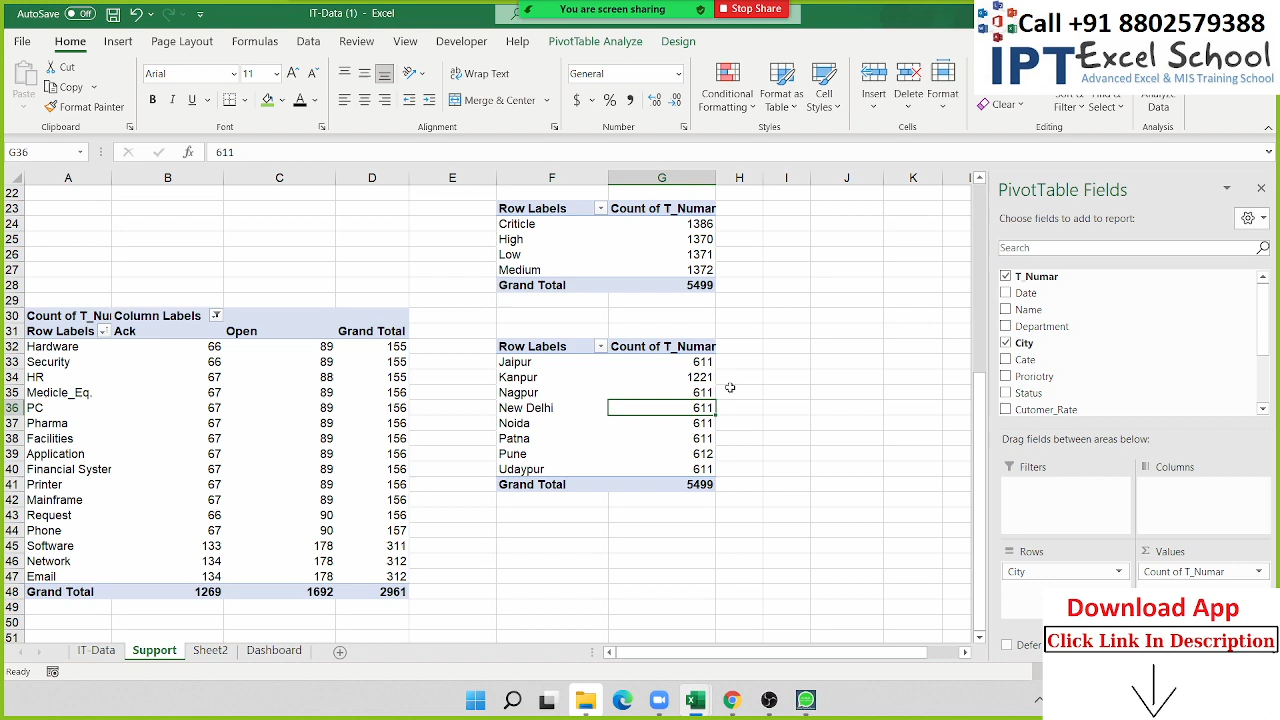 AutoSave Off
IT-Data (1) - Excel
You are screen sharing
Stop Share
Call +91 8802579388
IPT Excel School
Advanced Excel & MIS Training School
File Home Insert Page Layout Formulas Data Review View Developer Help PivotTable Analyze Design
Paste
Cut
Copy
Format Painter
Clipboard
Arial 11
B I U
Font
Wrap Text
Merge & Center
Alignment
General
$ % ,
Number
Conditional Formatting
Format as Table
Cell Styles
Styles
Insert Delete Format
Cells
Clear
Sort & Filter
Find & Select
Editing
Analyze Data
Analysis
G36
fx
611
A B C D E F G H I J K
22
23 Row Labels Count of T_Numar
24 Criticle 1386
25 High 1370
26 Low 1371
27 Medium 1372
28 Grand Total 5499
29
30 Count of T_Nur Column Labels
31 Row Labels Ack Open Grand Total
32 Hardware 66 89 155 Row Labels Count of T_Numar
33 Security 66 89 155 Jaipur 611
34 HR 67 88 155 Kanpur 1221
35 Medicle_Eq. 67 89 156 Nagpur 611
36 PC 67 89 156 New Delhi 611
37 Pharma 67 89 156 Noida 611
38 Facilities 67 89 156 Patna 611
39 Application 67 89 156 Pune 612
40 Financial Syster 67 89 156 Udaypur 611
41 Printer 67 89 156 Grand Total 5499
42 Mainframe 67 89 156
43 Request 66 90 156
44 Phone 67 90 157
45 Software 133 178 311
46 Network 134 178 312
47 Email 134 178 312
48 Grand Total 1269 1692 2961
49
50
51
PivotTable Fields
Choose fields to add to report:
Search
T_Numar
Date
Name
Department
City
Cate
Proriotry
Status
Cutomer_Rate
Drag fields between areas below:
Filters
Columns
Rows
Σ Values
City
Count of T_Numar
Defer
Download App
Click Link In Description
IT-Data Support Sheet2 Dashboard
Ready